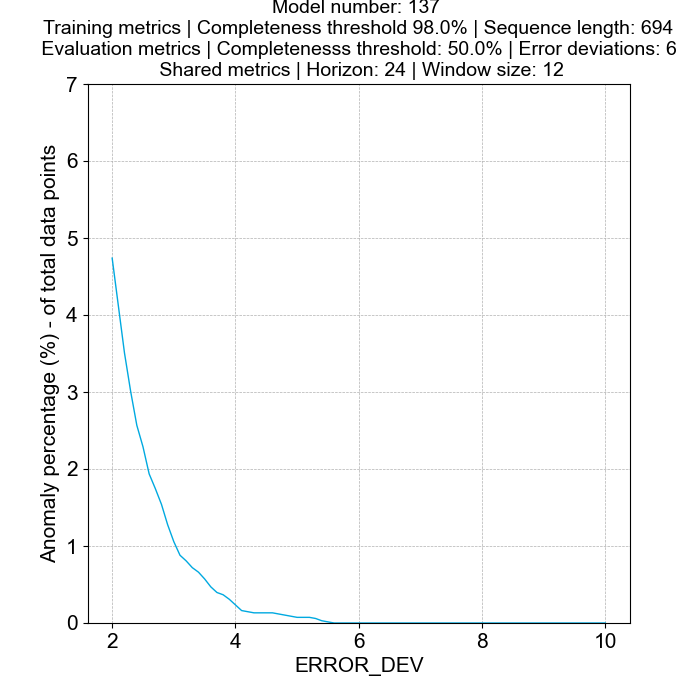 Model number: 137
Training metrics | Completeness threshold 98.0% | Sequence length: 694
Evaluation metrics | Completenesss threshold: 50.0% | Error deviations: 6
Shared metrics | Horizon: 24 | Window size: 12
7
6
5
4
3
2
1
0
Anomaly percentage (%) - of total data points
2 4 6 8 10
ERROR_DEV